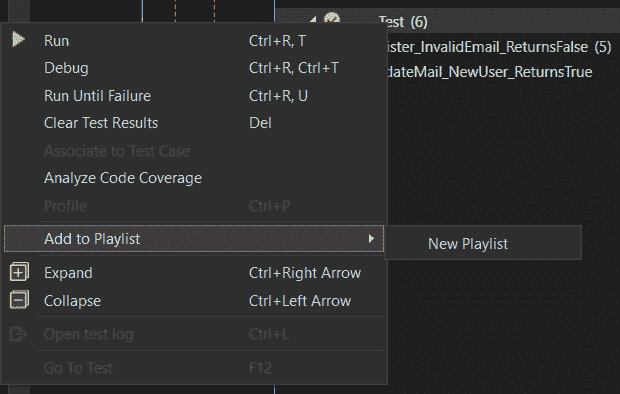 Test (6)
Run Ctrl+R, T
ister_InvalidEmail_ReturnsFalse (5)
Debug Ctrl+R, Ctrl+T
dateMail_NewUser_ReturnsTrue
Run Until Failure Ctrl+R, U
Clear Test Results Del
Associate to Test Case
Analyze Code Coverage
Profile Ctrl+P
Add to Playlist New Playlist
Expand Ctrl+Right Arrow
Collapse Ctrl+Left Arrow
Open test log Ctrl+L
Go To Test F12